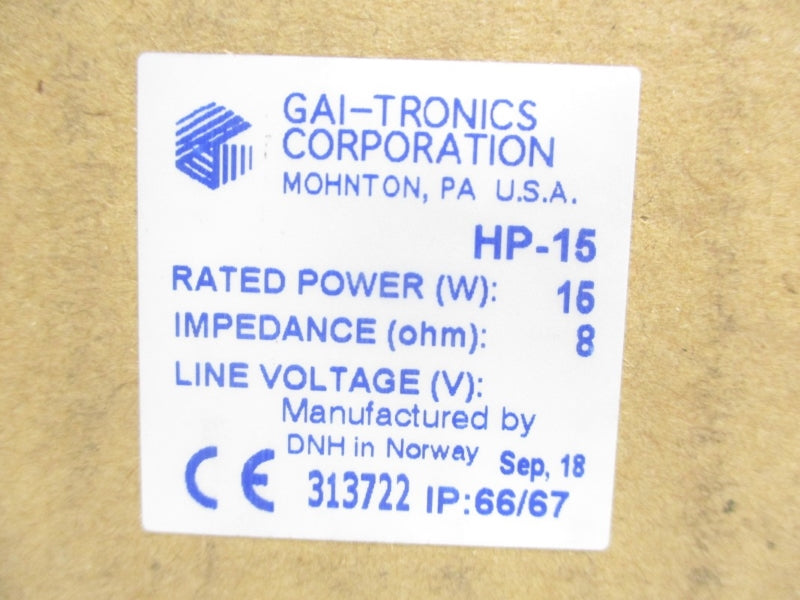 GAI-TRONICS
CORPORATION
MOHNTON, PA U.S.A.
HP-15
RATED POWER (W): 15
IMPEDANCE (ohm): 8
LINE VOLTAGE (V):
Manufactured by
DNH in Norway Sep, 18
CE 313722 IP:66/67